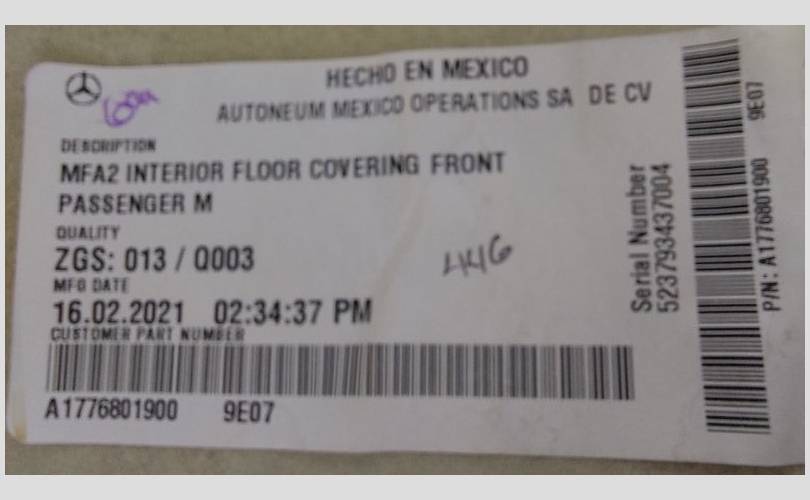 HECHO EN MEXICO
AUTONEUM MEXICO OPERATIONS SA DE CV
DESCRIPTION
MFA2 INTERIOR FLOOR COVERING FRONT
PASSENGER M
QUALITY
ZGS: 013 / Q003
446
MFG DATE
16.02.2021 02:34:37 PM
CUSTOMER PART NUMBER
A1776801900 9E07
Serial Number
5237793437004
P/N: A1776801900 9E07